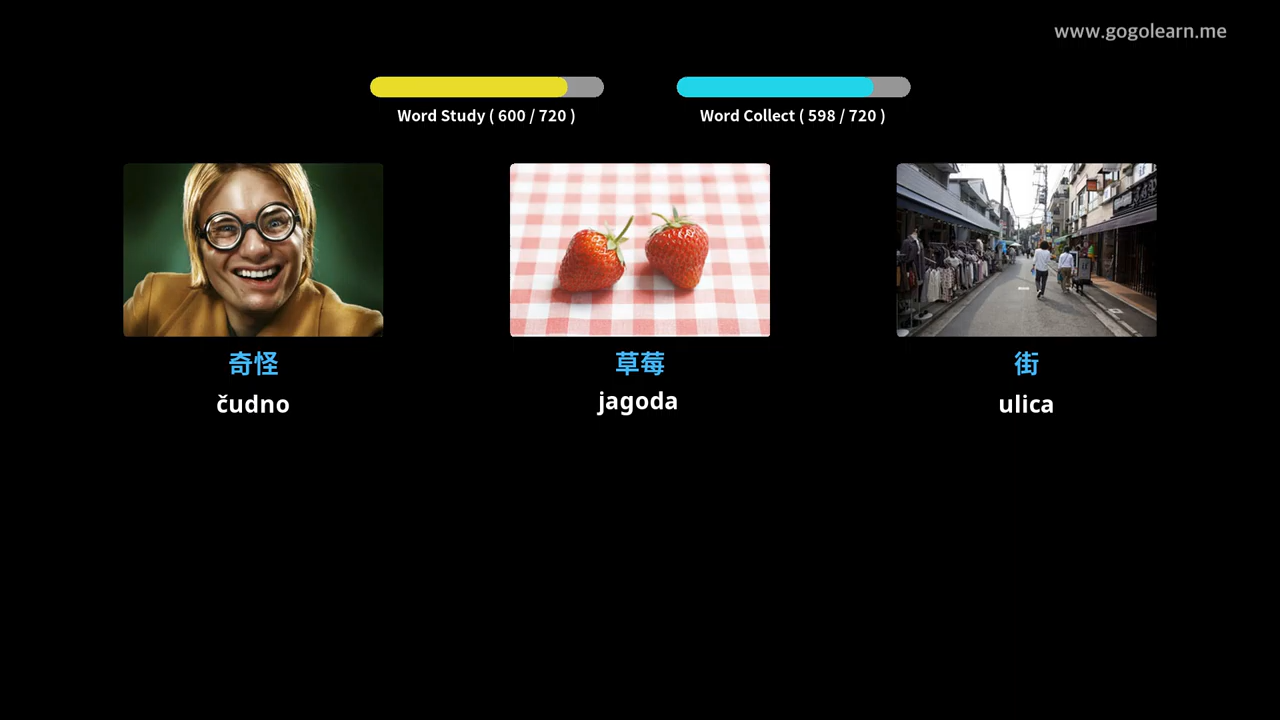 www.gogolearn.me
Word Study ( 600 / 720 )
Word Collect ( 598 / 720 )
奇怪
草莓
街
čudno
jagoda
ulica